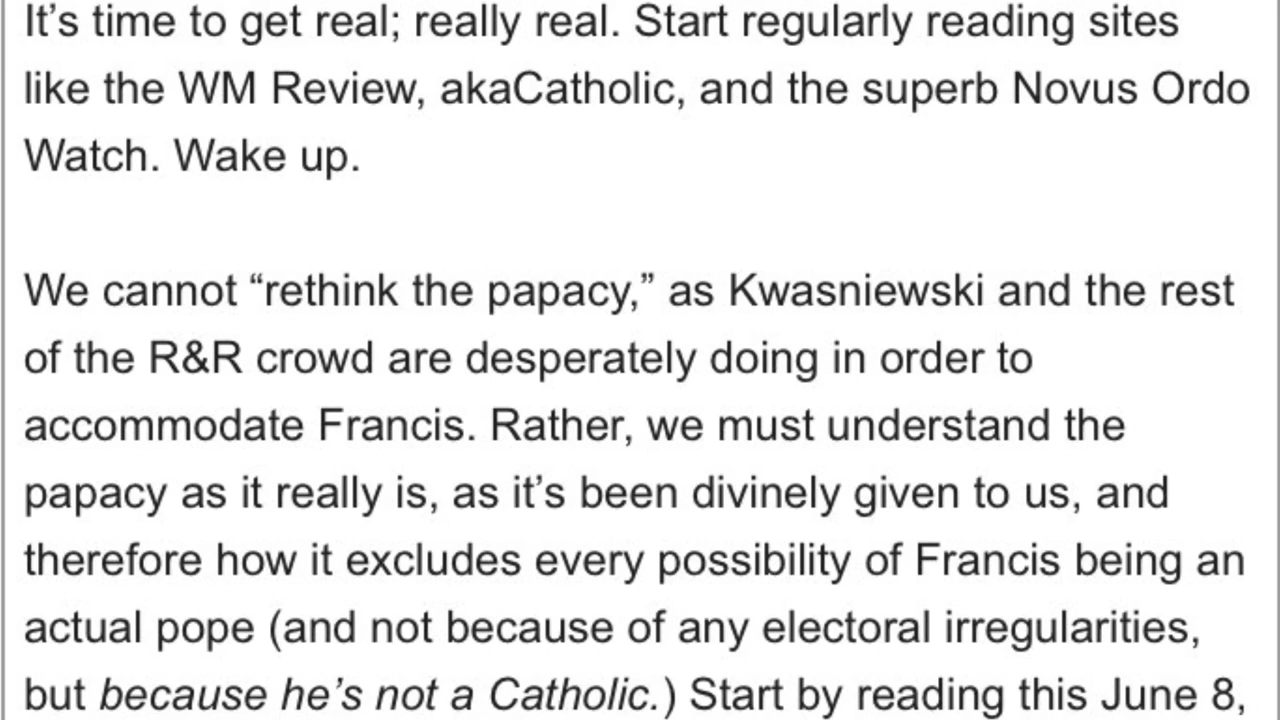 It’s time to get real; really real. Start regularly reading sites
like the WM Review, akaCatholic, and the superb Novus Ordo
Watch. Wake up.
We cannot “rethink the papacy,” as Kwasniewski and the rest
of the R&R crowd are desperately doing in order to
accommodate Francis. Rather, we must understand the
papacy as it really is, as it’s been divinely given to us, and
therefore how it excludes every possibility of Francis being an
actual pope (and not because of any electoral irregularities,
but because he’s not a Catholic.) Start by reading this June 8,